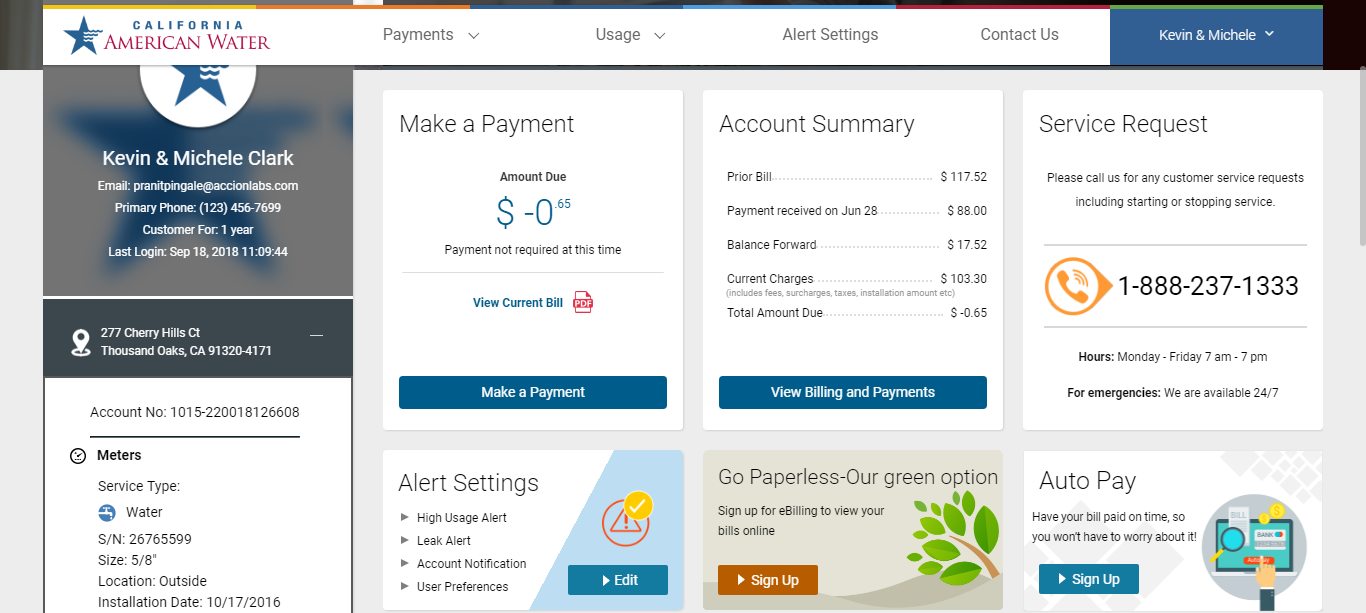 CALIFORNIA
AMERICAN WATER
Payments
Usage
Alert Settings
Contact Us
Kevin & Michele
Kevin & Michele Clark
Email: pranitpingale@accionlabs.com
Primary Phone: (123) 456-7699
Customer For: 1 year
Last Login: Sep 18, 2018 11:09:44
277 Cherry Hills Ct
Thousand Oaks, CA 91320-4171
Account No: 1015-220018126608
Meters
Service Type:
Water
S/N: 26765599
Size: 5/8"
Location: Outside
Installation Date: 10/17/2016
Make a Payment
Amount Due
$ -0.65
Payment not required at this time
View Current Bill PDF
Make a Payment
Account Summary
Prior Bill $ 117.52
Payment received on Jun 28 $ 88.00
Balance Forward $ 17.52
Current Charges $ 103.30
(includes fees, surcharges, taxes, installation amount etc)
Total Amount Due $ -0.65
View Billing and Payments
Service Request
Please call us for any customer service requests
including starting or stopping service.
1-888-237-1333
Hours: Monday - Friday 7 am - 7 pm
For emergencies: We are available 24/7
Alert Settings
High Usage Alert
Leak Alert
Account Notification
User Preferences
Edit
Go Paperless-Our green option
Sign up for eBilling to view your
bills online
Sign Up
Auto Pay
Have your bill paid on time, so
you won't have to worry about it!
Sign Up
BILL
BANK